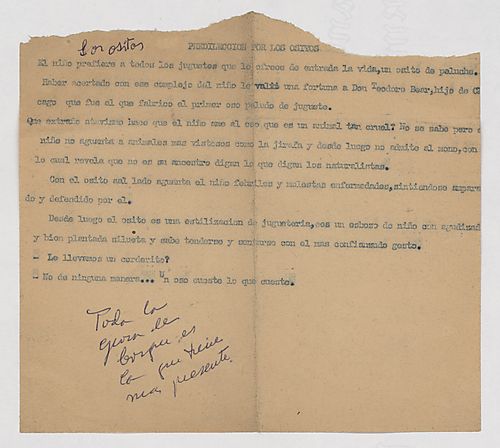 Los ositos
PREDILECCION POR LOS OSITOS
El niño prefiere a todos los juguetes que le ofrece de entrada la vida,un osito de peluche.
Haber acertado con ese complejo del niño le valió una fortuna a Don Teodoro Bear,hijo de Ch
cago que fue el que fabrico el primer oso peludo de juguete.
Que extraño atavismo hace que el niño ame al oso que es un animal tan cruel? No se sabe pero e
niño no aguanta a animales mas vistosos como la jirafa y desde luego no admite al mono,con
lo cual revela que no es su ancestro digan lo que digan los naturalistas.
Con el osito asl lado aguanta el niño febriles y molestas enfermedades,sintiendose ampara
do y defendido por el.
Desde luego el osito es una estilizacion de jugueteria,es un esbozo de niño con agudizad
y bien plantada silueta y sabe tenderse y sentarse con el mas confianzudo gesto.
- Le llevamos un corderito?
- No de ninguna manera... Un oso cueste lo que cueste.
Toda la
epoca de
bosque es
la que tiene
mas presente.